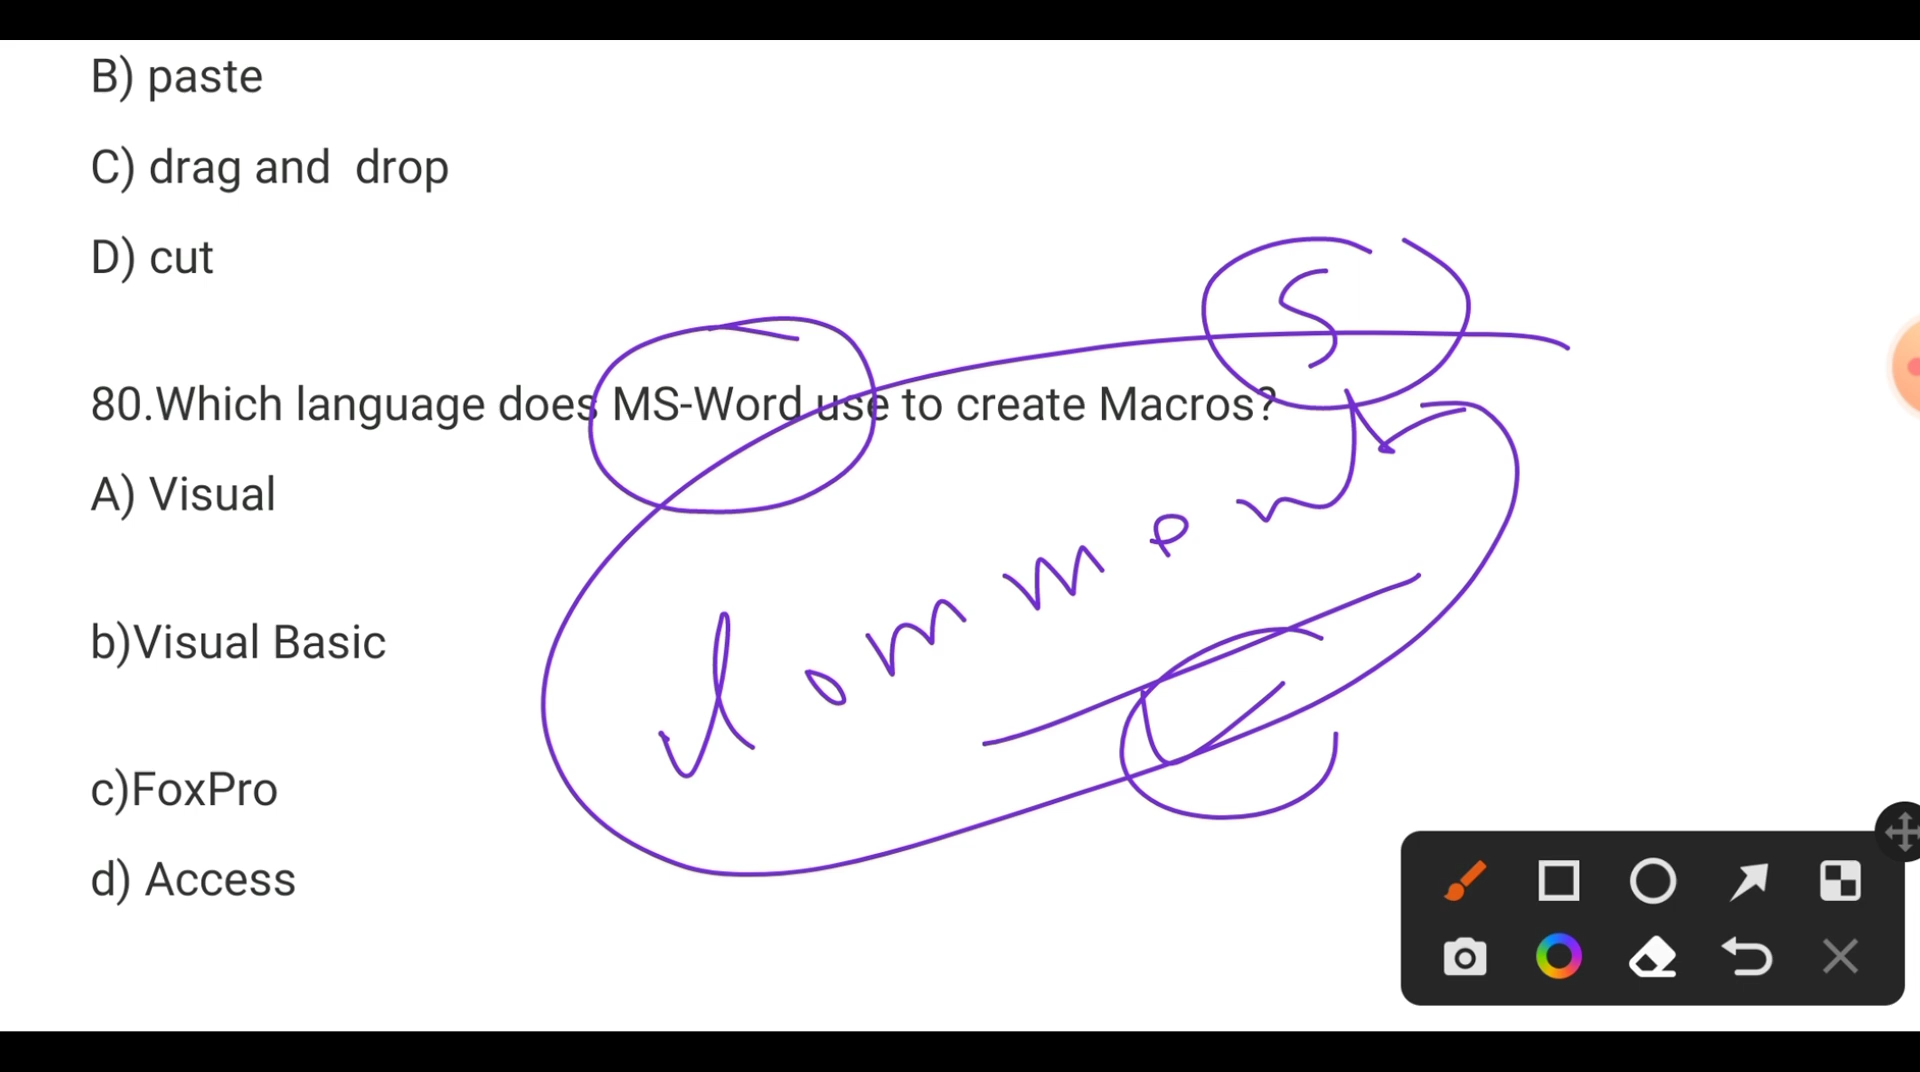 B) paste
C) drag and drop
D) cut
S
80.Which language does MS-Word use to create Macros?
A) Visual
b)Visual Basic
c)FoxPro
d) Access